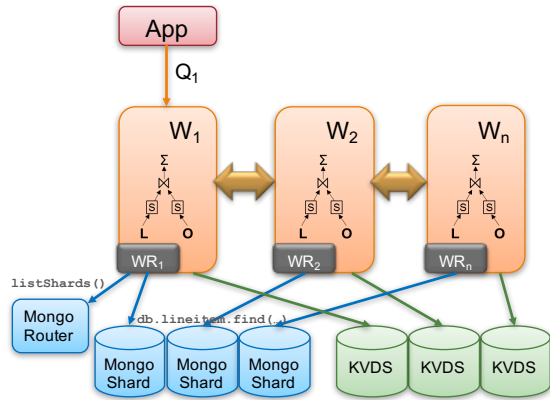 App
Q1
W1 W2 Wn
Σ Σ Σ
⋈ ⋈ ⋈
S S S S S S
L O L O L O
WR1 WR2 WRn
listShards()
db.lineitem.find(…)
Mongo
Router
Mongo
Shard
Mongo
Shard
Mongo
Shard
KVDS KVDS KVDS